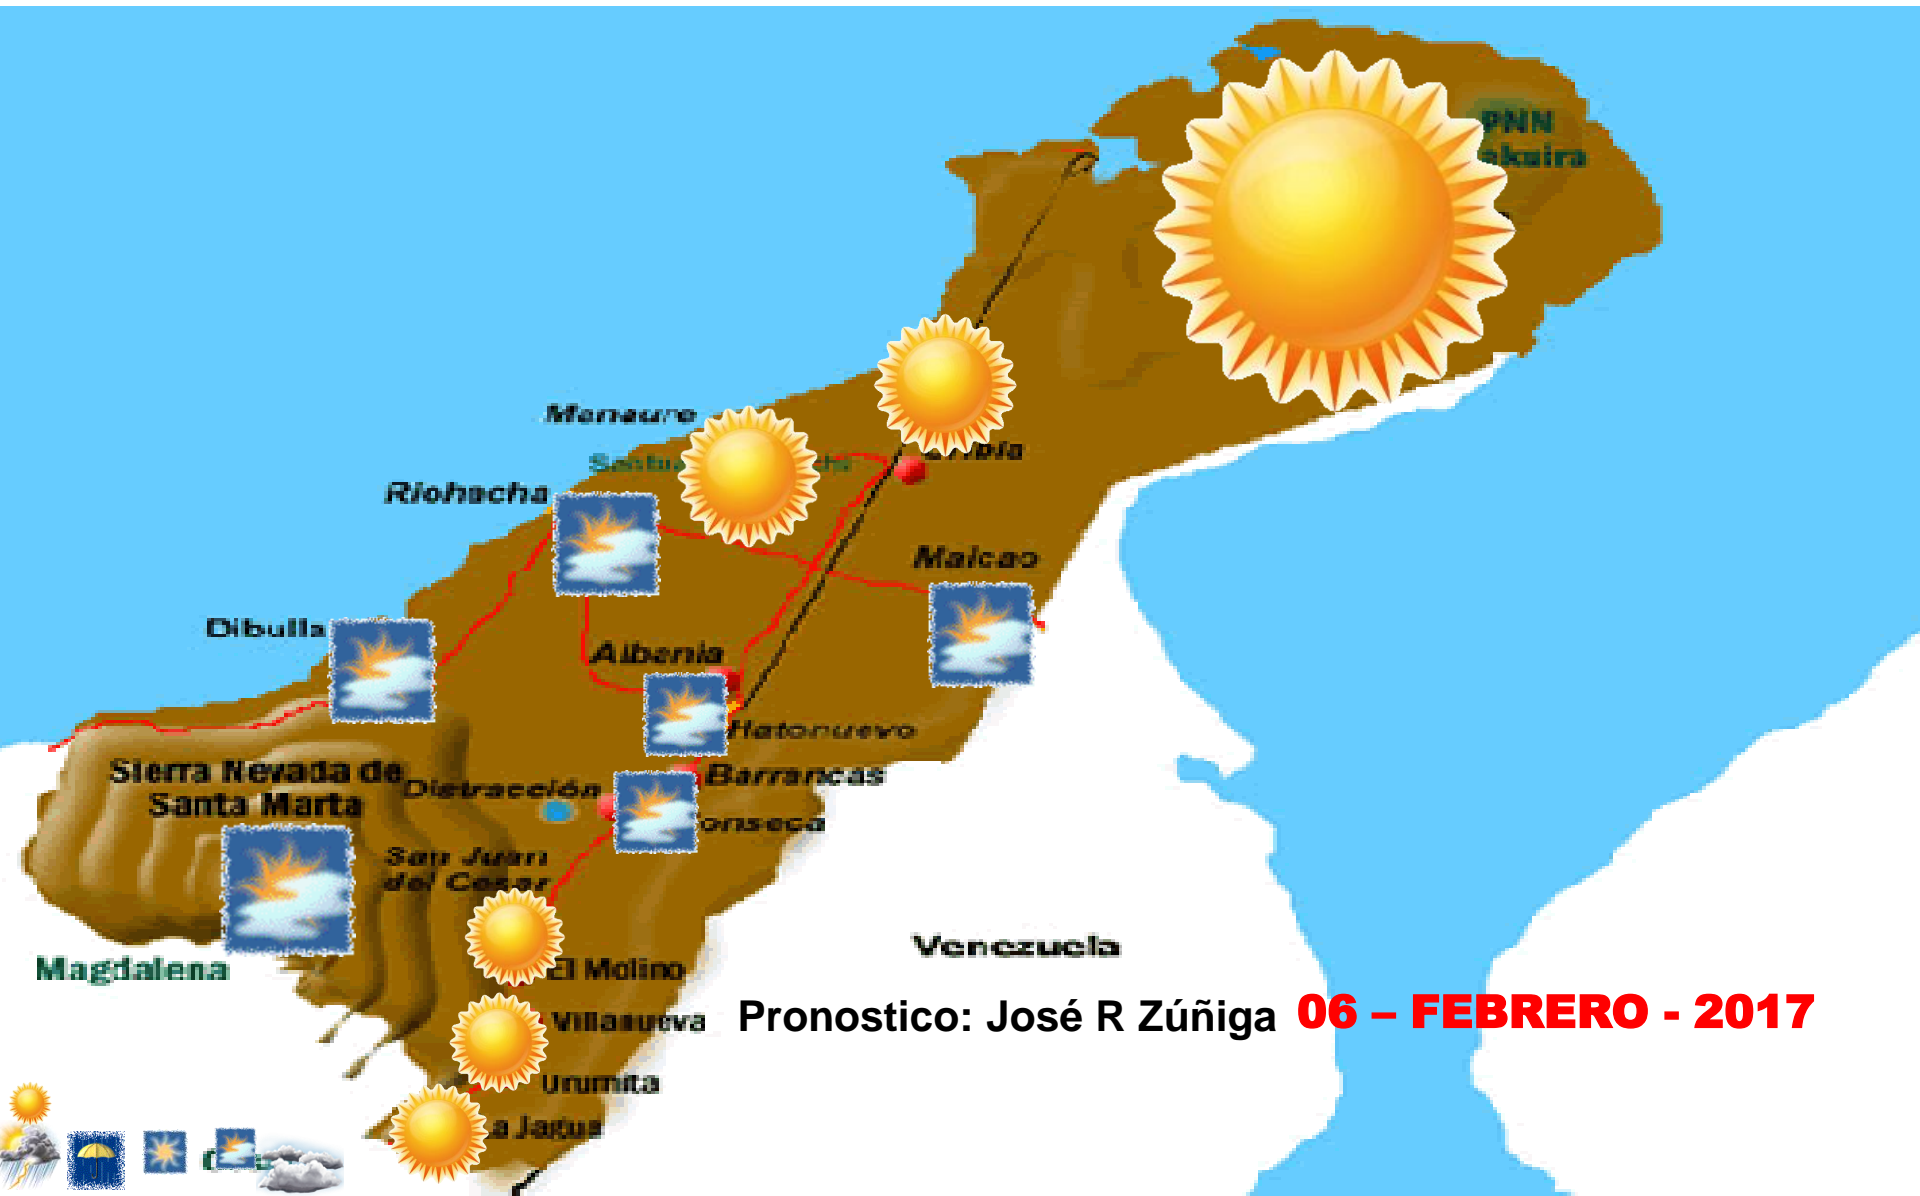 PNN
Manaure
Riohacha
Maicao
Dibulla
Albania
Hatonuevo
Sierra Nevada de
Santa Marta
Distracción
Barrancas
San Juan
del Cesar
Venezuela
Magdalena
El Molino
Villanueva
Pronostico: José R Zúñiga
06 – FEBRERO - 2017
Urumita